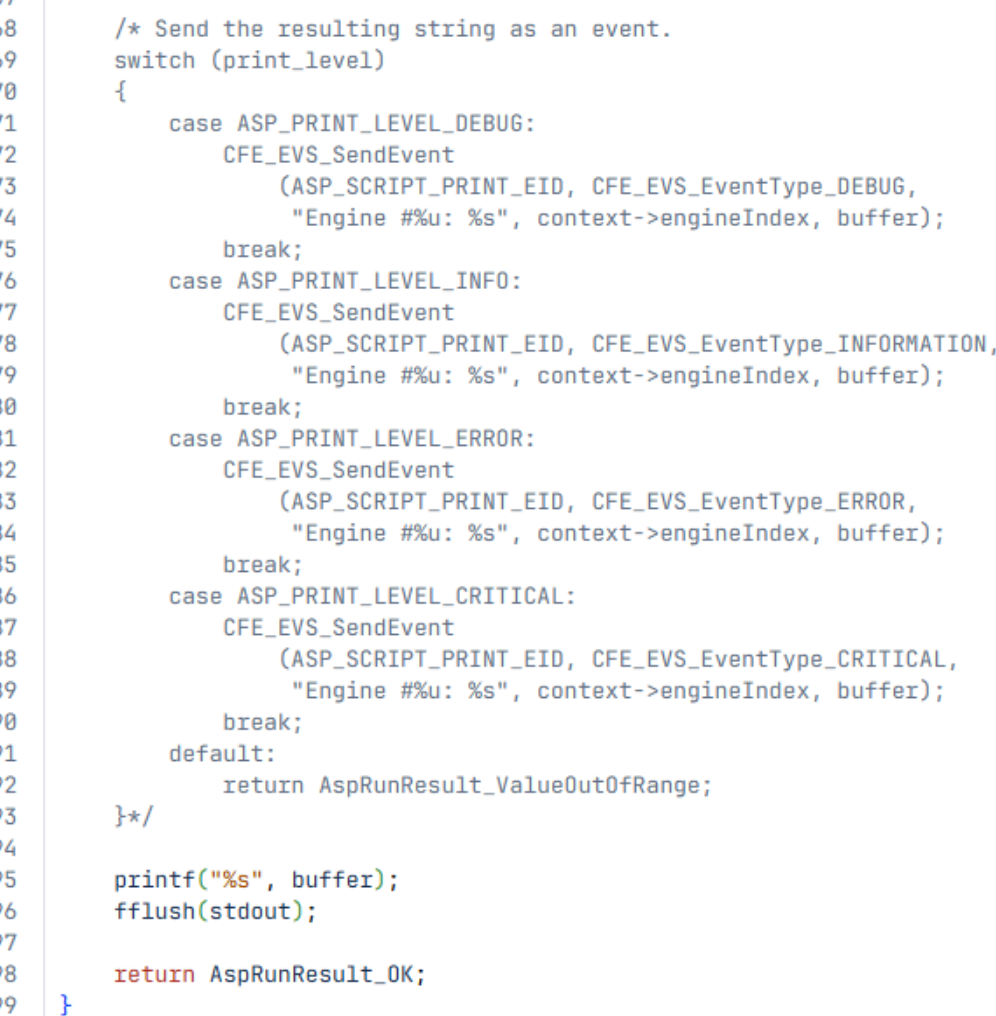 68     /* Send the resulting string as an event.
69     switch (print_level)
70     {
71         case ASP_PRINT_LEVEL_DEBUG:
72             CFE_EVS_SendEvent
73                 (ASP_SCRIPT_PRINT_EID, CFE_EVS_EventType_DEBUG,
74                  "Engine #%u: %s", context->engineIndex, buffer);
75             break;
76         case ASP_PRINT_LEVEL_INFO:
77             CFE_EVS_SendEvent
78                 (ASP_SCRIPT_PRINT_EID, CFE_EVS_EventType_INFORMATION,
79                  "Engine #%u: %s", context->engineIndex, buffer);
80             break;
81         case ASP_PRINT_LEVEL_ERROR:
82             CFE_EVS_SendEvent
83                 (ASP_SCRIPT_PRINT_EID, CFE_EVS_EventType_ERROR,
84                  "Engine #%u: %s", context->engineIndex, buffer);
85             break;
86         case ASP_PRINT_LEVEL_CRITICAL:
87             CFE_EVS_SendEvent
88                 (ASP_SCRIPT_PRINT_EID, CFE_EVS_EventType_CRITICAL,
89                  "Engine #%u: %s", context->engineIndex, buffer);
90             break;
91         default:
92             return AspRunResult_ValueOutOfRange;
93     }*/
94
95     printf("%s", buffer);
96     fflush(stdout);
97
98     return AspRunResult_OK;
99 }